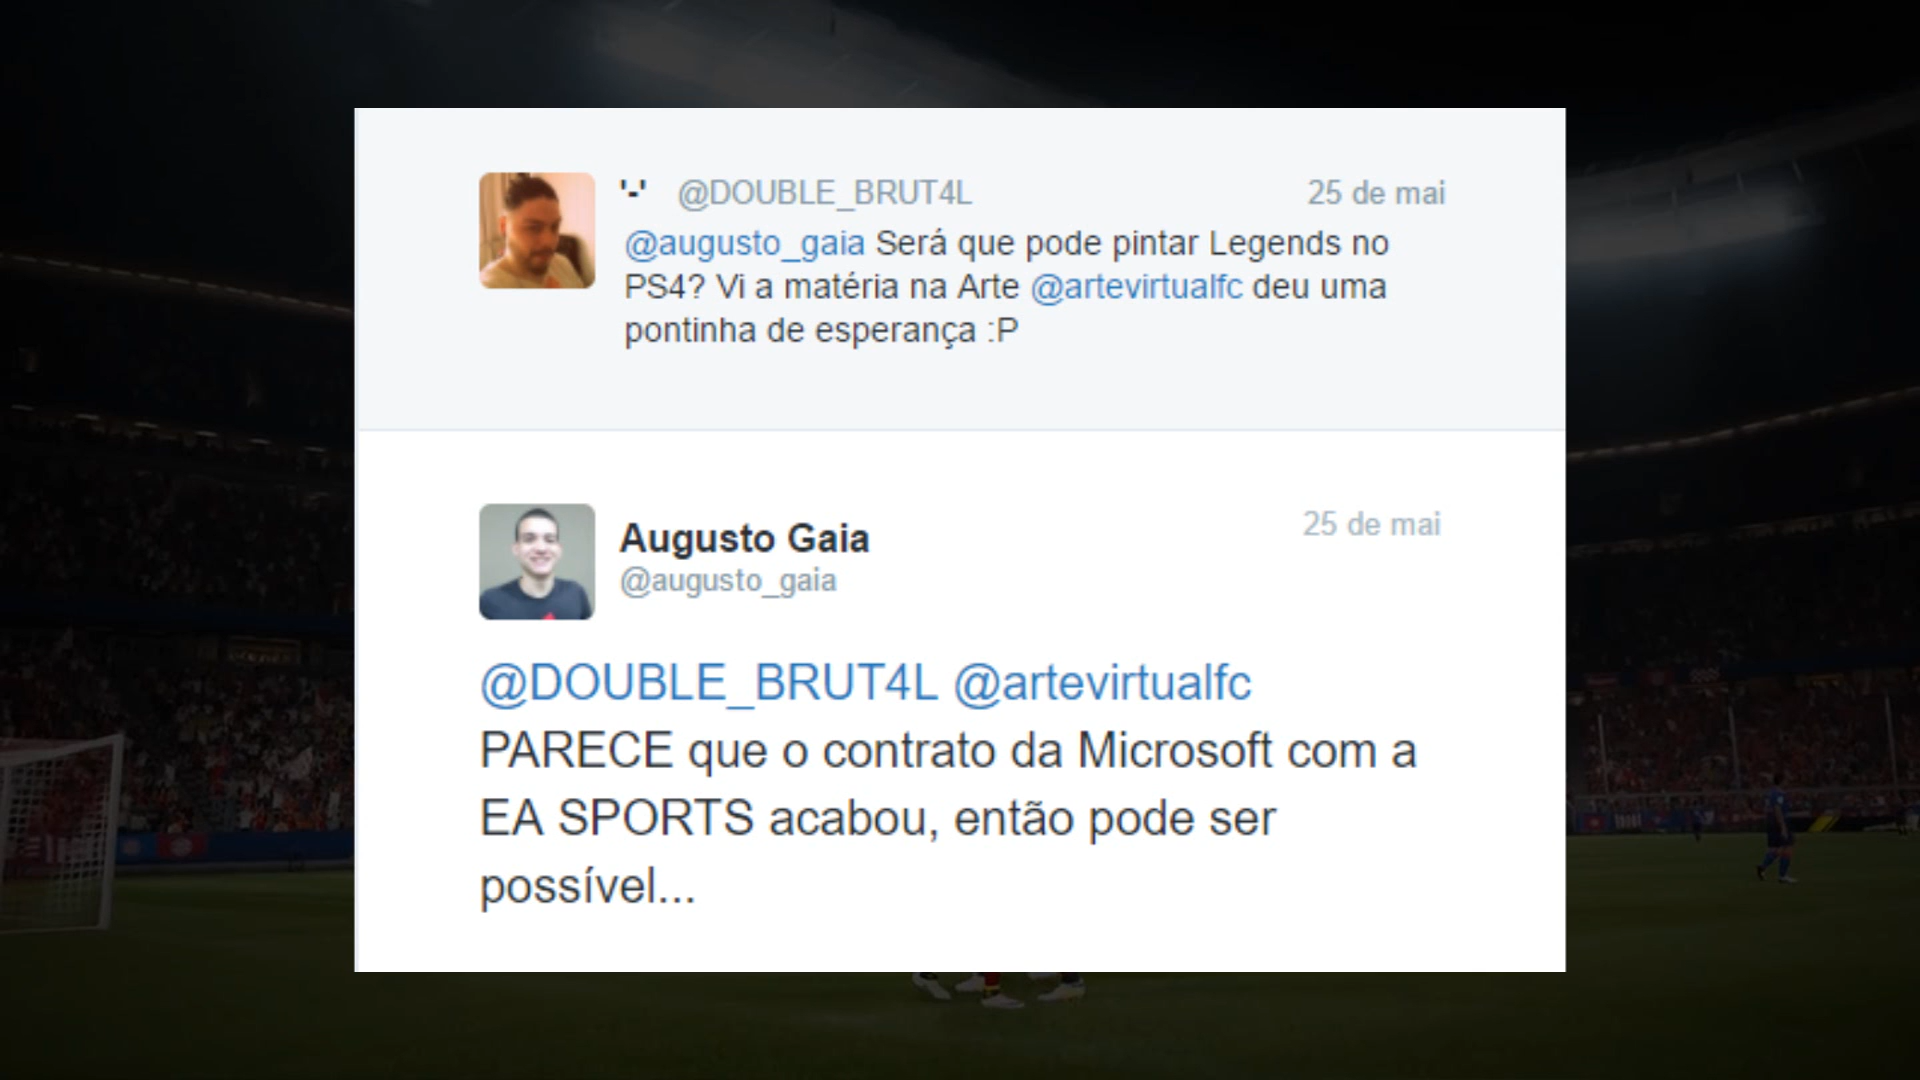 '-' @DOUBLE_BRUT4L 25 de mai
@augusto_gaia Será que pode pintar Legends no
PS4? Vi a matéria na Arte @artevirtualfc deu uma
pontinha de esperança :P
Augusto Gaia 25 de mai
@augusto_gaia
@DOUBLE_BRUT4L @artevirtualfc
PARECE que o contrato da Microsoft com a
EA SPORTS acabou, então pode ser
possível...